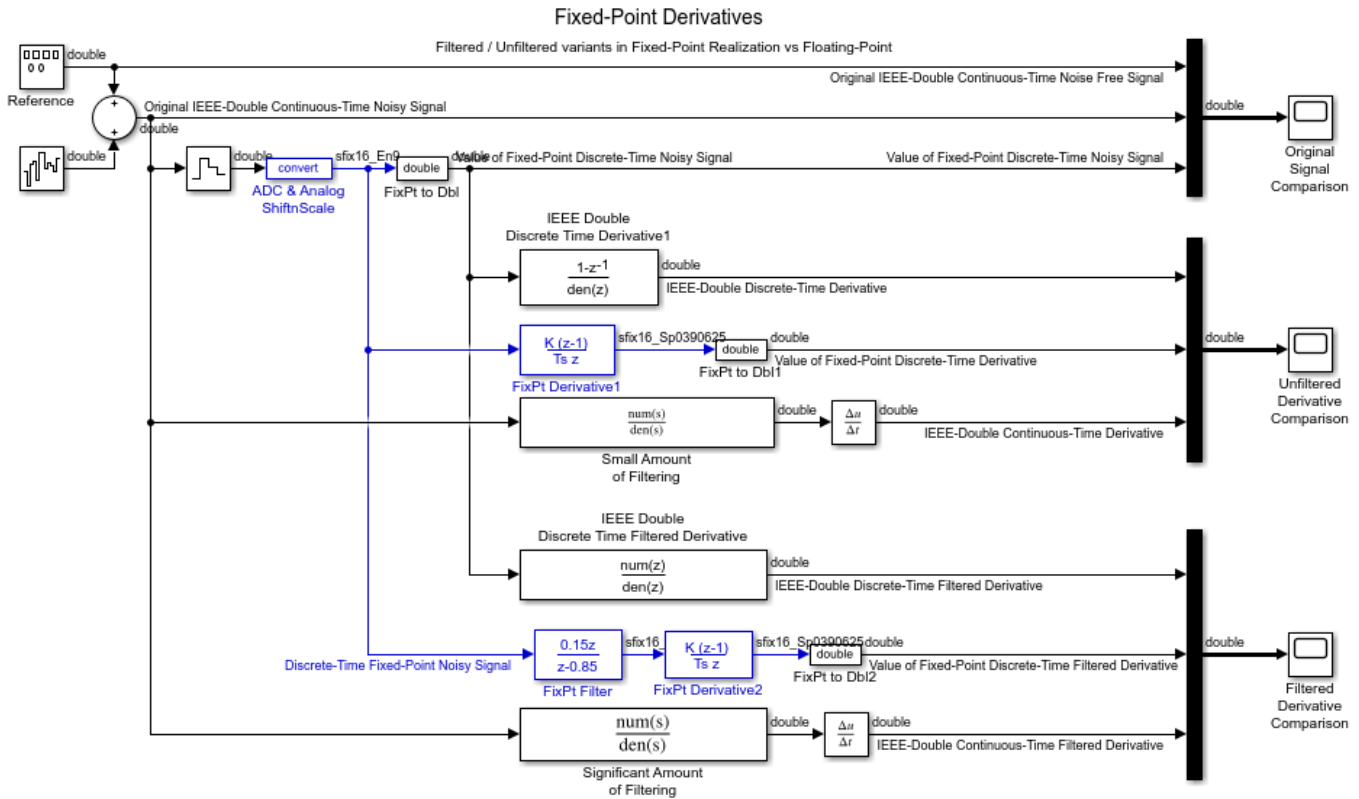 Fixed-Point Derivatives
Filtered / Unfiltered variants in Fixed-Point Realization vs Floating-Point
double
Reference
Original IEEE-Double Continuous-Time Noise Free Signal
+
+
Original IEEE-Double Continuous-Time Noisy Signal
double
double
Original
Signal
Comparison
double
double
convert
ADC & Analog
ShiftnScale
sfix16_En9
double
FixPt to Dbl
double
Value of Fixed-Point Discrete-Time Noisy Signal
Value of Fixed-Point Discrete-Time Noisy Signal
IEEE Double
Discrete Time Derivative1
1-z-1
den(z)
double
IEEE-Double Discrete-Time Derivative
K (z-1)
Ts z
FixPt Derivative1
sfix16_Sp0390625
double
FixPt to Dbl1
double
Value of Fixed-Point Discrete-Time Derivative
double
Unfiltered
Derivative
Comparison
num(s)
den(s)
Small Amount
of Filtering
double
Δu
Δt
double
IEEE-Double Continuous-Time Derivative
IEEE Double
Discrete Time Filtered Derivative
num(z)
den(z)
double
IEEE-Double Discrete-Time Filtered Derivative
Discrete-Time Fixed-Point Noisy Signal
0.15z
z-0.85
FixPt Filter
sfix16_
K (z-1)
Ts z
FixPt Derivative2
sfix16_Sp0390625
double
FixPt to Dbl2
double
Value of Fixed-Point Discrete-Time Filtered Derivative
double
Filtered
Derivative
Comparison
num(s)
den(s)
Significant Amount
of Filtering
double
Δu
Δt
double
IEEE-Double Continuous-Time Filtered Derivative